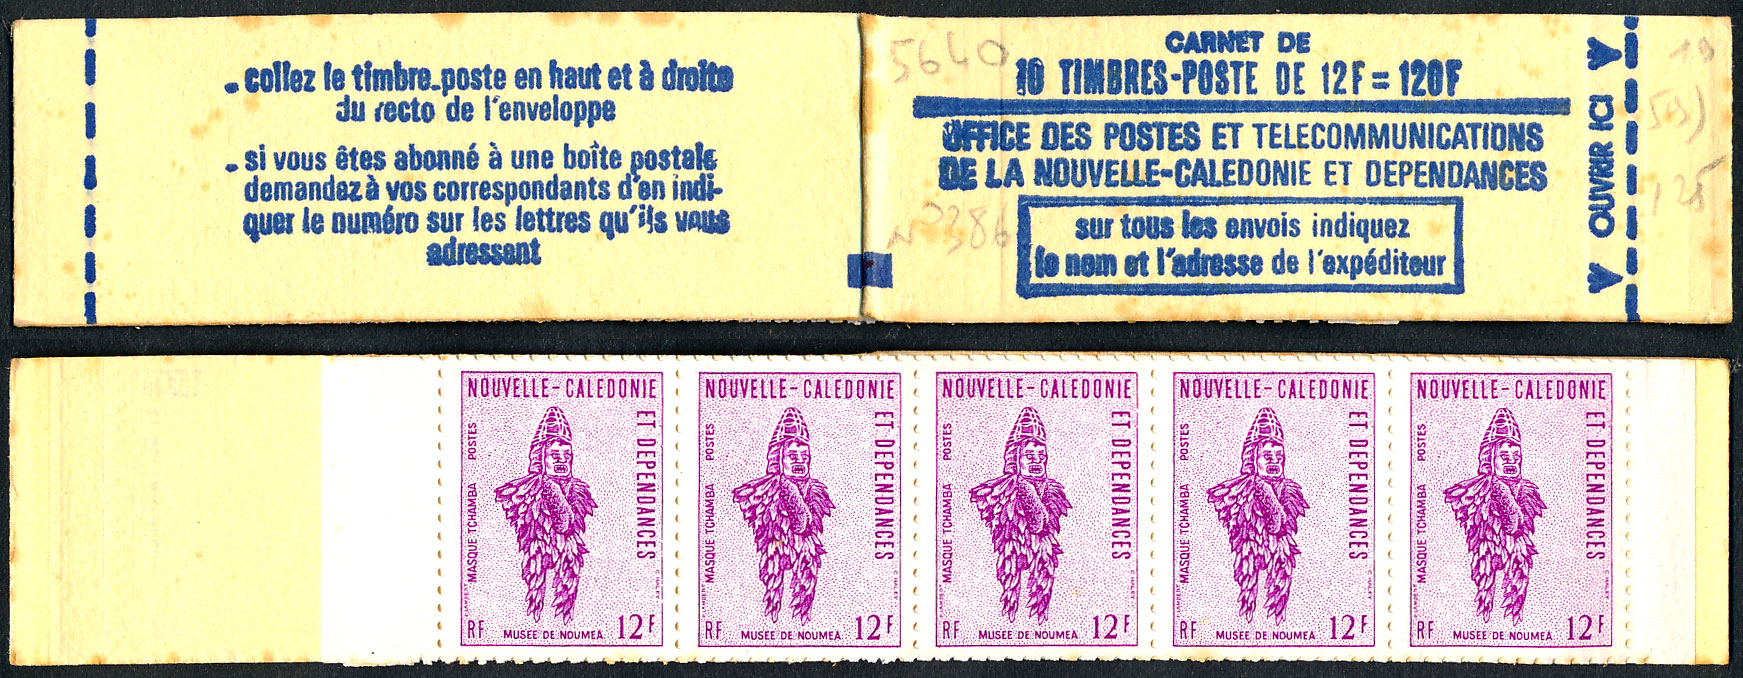 - collez le timbre-poste en haut et à droite
du recto de l'enveloppe
- si vous êtes abonné à une boîte postale
demandez à vos correspondants d'en indi-
quer le numéro sur les lettres qu'ils vous
adressent
5640
CARNET DE
10 TIMBRES-POSTE DE 12F = 120F
OFFICE DES POSTES ET TELECOMMUNICATIONS
DE LA NOUVELLE-CALEDONIE ET DEPENDANCES
N°386
sur tous les envois indiquez
le nom et l'adresse de l'expéditeur
OUVRIR ICI
NOUVELLE-CALEDONIE
ET DEPENDANCES
MASQUE TCHAMBA POSTES
RF MUSEE DE NOUMEA 12F
NOUVELLE-CALEDONIE
ET DEPENDANCES
MASQUE TCHAMBA POSTES
RF MUSEE DE NOUMEA 12F
NOUVELLE-CALEDONIE
ET DEPENDANCES
MASQUE TCHAMBA POSTES
RF MUSEE DE NOUMEA 12F
NOUVELLE-CALEDONIE
ET DEPENDANCES
MASQUE TCHAMBA POSTES
RF MUSEE DE NOUMEA 12F
NOUVELLE-CALEDONIE
ET DEPENDANCES
MASQUE TCHAMBA POSTES
RF MUSEE DE NOUMEA 12F